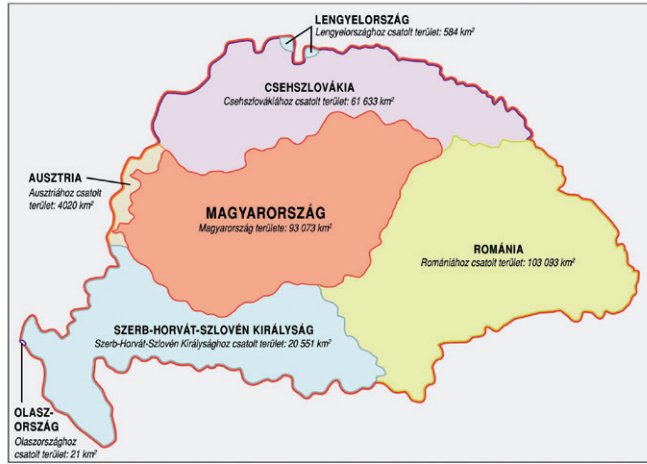 LENGYELORSZÁG
Lengyelországhoz csatolt terület: 584 km²
CSEHSZLOVÁKIA
Csehszlovákiához csatolt terület: 61 633 km²
AUSZTRIA
Ausztriához csatolt
terület: 4020 km²
MAGYARORSZÁG
Magyarország területe: 93 073 km²
ROMÁNIA
Romániához csatolt terület: 103 093 km²
SZERB-HORVÁT-SZLOVÉN KIRÁLYSÁG
Szerb-Horvát-Szlovén Királysághoz csatolt terület: 20 551 km²
OLASZ-
ORSZÁG
Olaszországhoz
csatolt terület: 21 km²